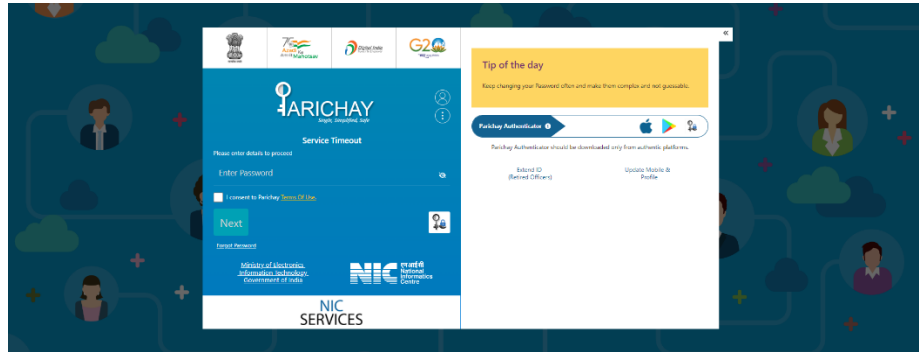 75
Azadi Ka
Amrit Mahotsav
Digital India
G20
PARICHAY
Simple, Simplified, Safe
Service Timeout
Please enter details to proceed
Enter Password
I consent to Parichay Terms Of Use.
Next
Forgot Password
Ministry of Electronics
Information Technology
Government of India
NIC
एन आई सी
National
Informatics
Centre
NIC
SERVICES
«
Tip of the day
Keep changing your Password often and make them complex and not guessable.
Parichay Authenticator
Parichay Authenticator should be downloaded only from authentic platforms.
Extend ID
(Retired Officers)
Update Mobile &
Profile